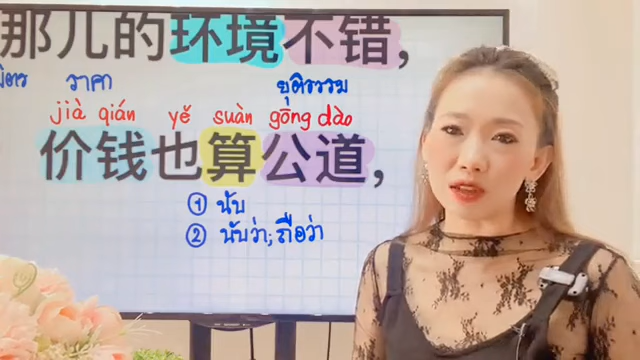 那儿的环境不错,
ราคา ยุติธรรม
jià qián yě suàn gōng dào
价钱也算公道,
① นับ
② นับว่า; ถือว่า